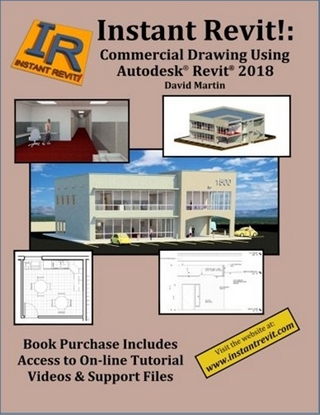 IR
INSTANT REVIT!
Instant Revit!:
Commercial Drawing Using
Autodesk® Revit® 2018
David Martin
1500
Book Purchase Includes
Access to On-line Tutorial
Videos & Support Files
Visit the website at:
www.instantrevit.com